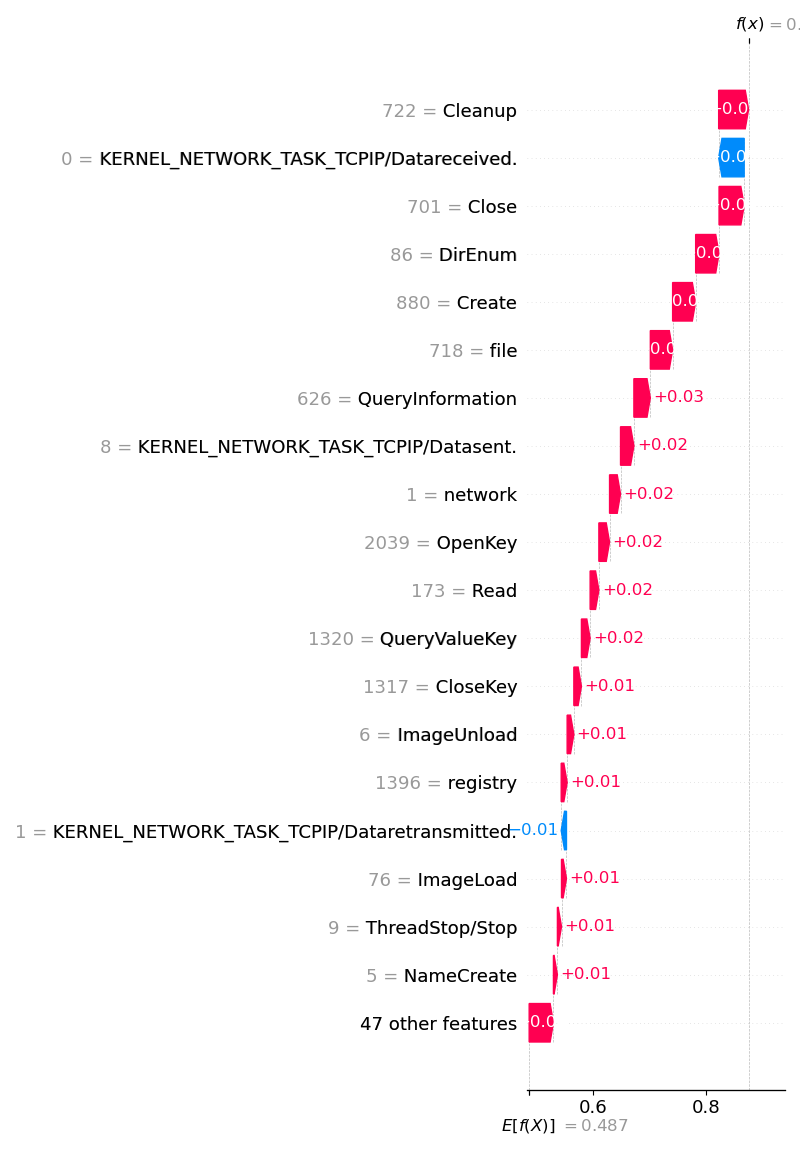 f(x) = 0.
722 = Cleanup
0 = KERNEL_NETWORK_TASK_TCPIP/Datareceived.
701 = Close
86 = DirEnum
880 = Create
718 = file
626 = QueryInformation +0.03
8 = KERNEL_NETWORK_TASK_TCPIP/Datasent. +0.02
1 = network +0.02
2039 = OpenKey +0.02
173 = Read +0.02
1320 = QueryValueKey +0.02
1317 = CloseKey +0.01
6 = ImageUnload +0.01
1396 = registry +0.01
1 = KERNEL_NETWORK_TASK_TCPIP/Dataretransmitted. −0.01
76 = ImageLoad +0.01
9 = ThreadStop/Stop +0.01
5 = NameCreate +0.01
47 other features
0.6 0.8
E[f(X)] = 0.487